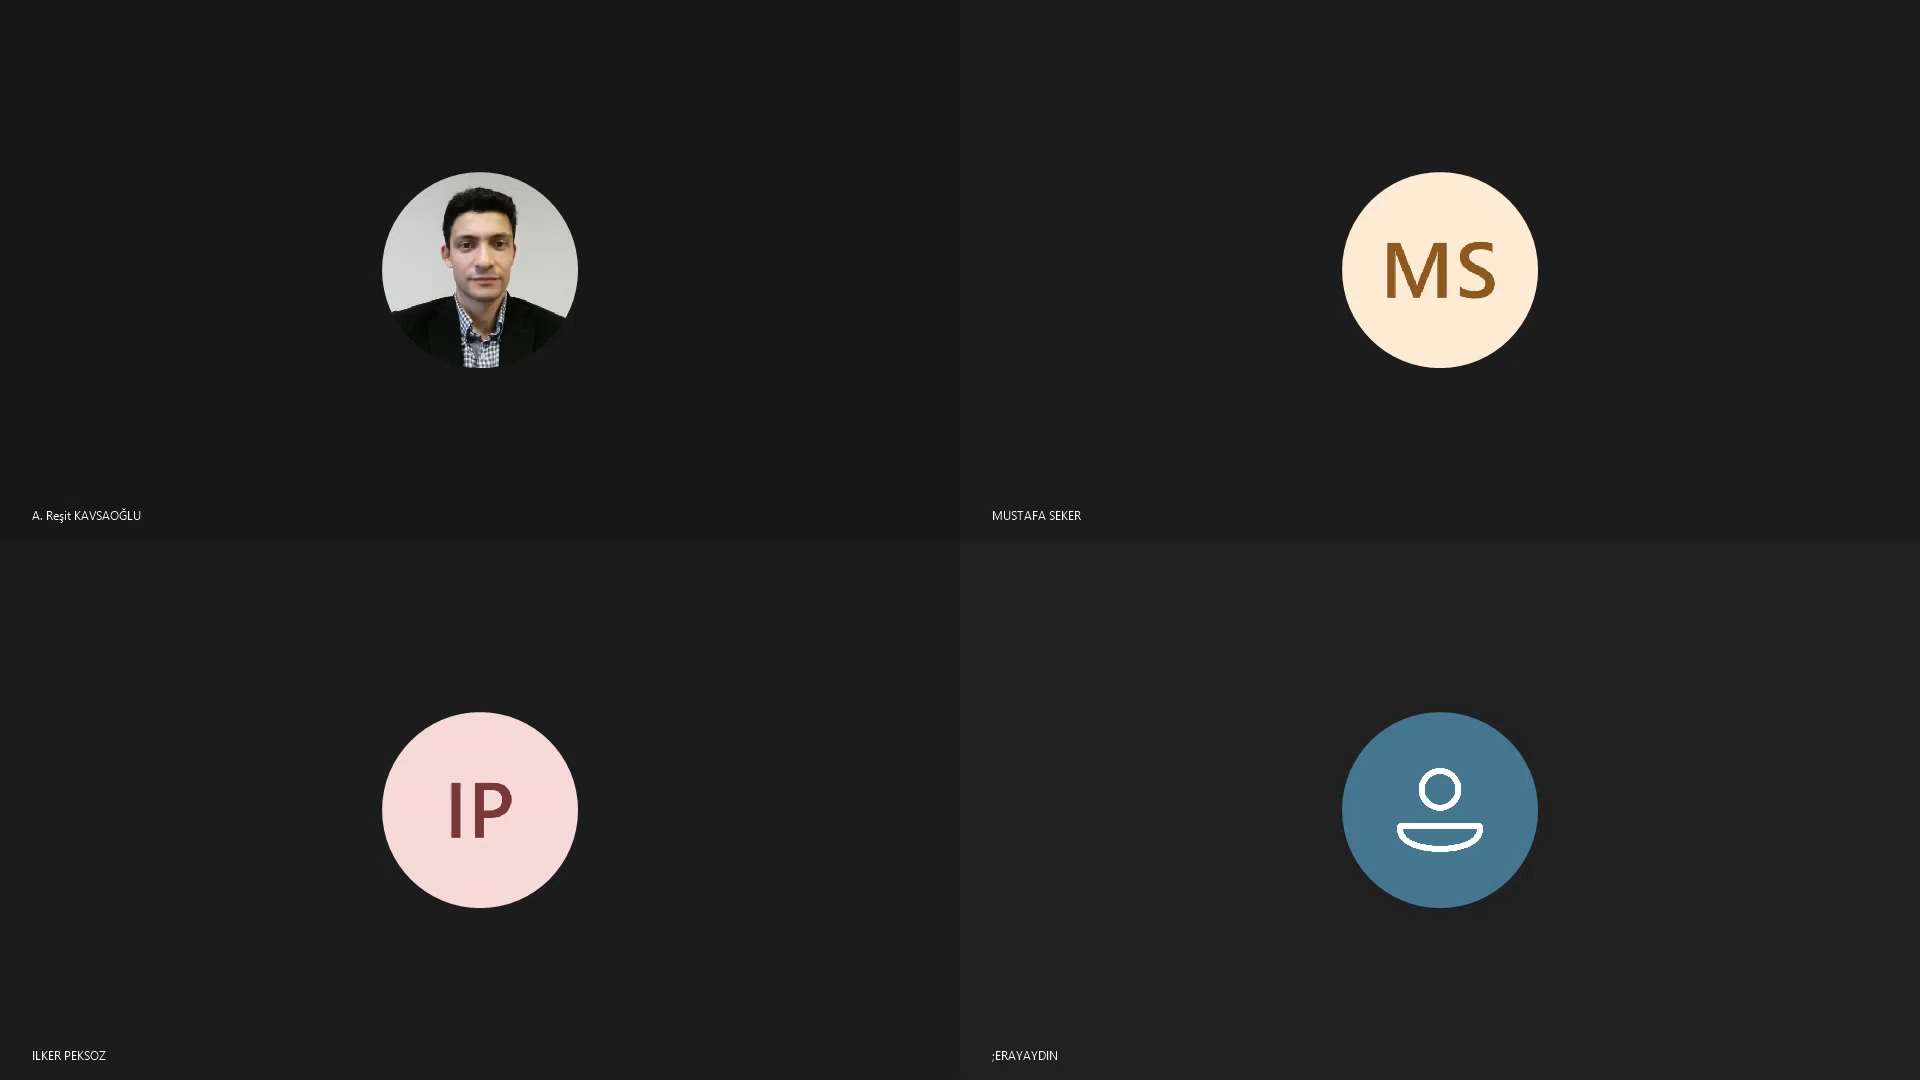 MS
A. Reşit KAVSAOĞLU
MUSTAFA SEKER
IP
ILKER PEKSOZ
;ERAYAYDIN